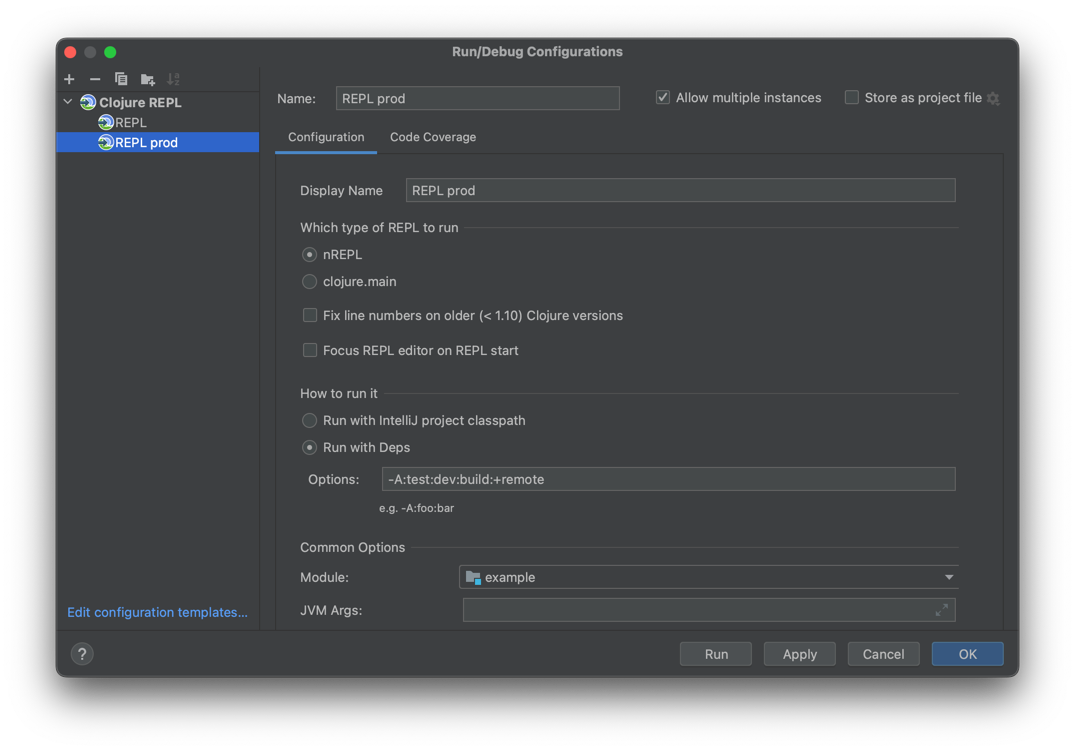 Run/Debug Configurations
Clojure REPL
REPL
REPL prod
Edit configuration templates...
Name: REPL prod
Allow multiple instances
Store as project file
Configuration
Code Coverage
Display Name REPL prod
Which type of REPL to run
nREPL
clojure.main
Fix line numbers on older (< 1.10) Clojure versions
Focus REPL editor on REPL start
How to run it
Run with IntelliJ project classpath
Run with Deps
Options: -A:test:dev:build:+remote
e.g. -A:foo:bar
Common Options
Module: example
JVM Args:
?
Run
Apply
Cancel
OK